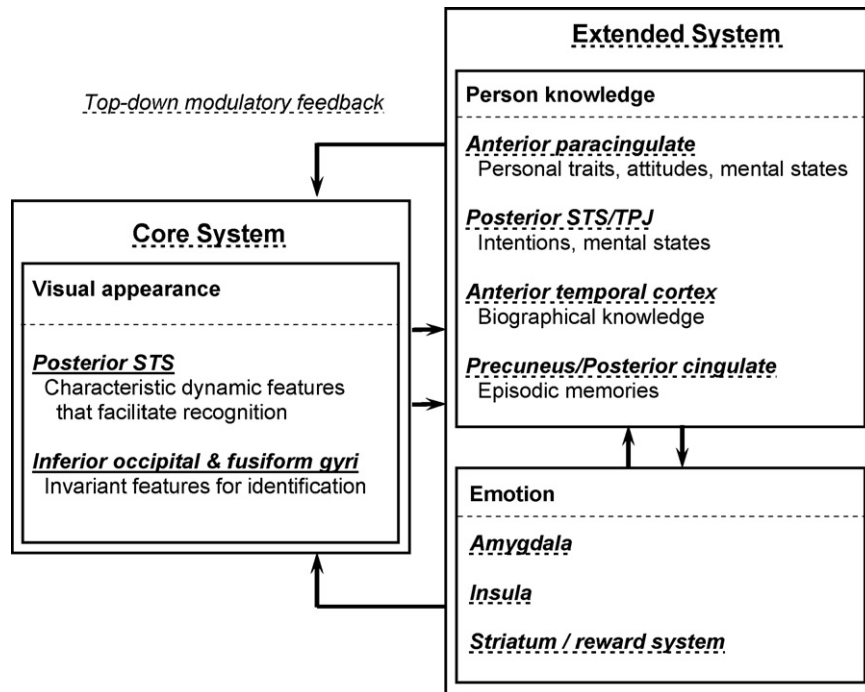 Top-down modulatory feedback
Core System
Visual appearance
Posterior STS
Characteristic dynamic features
that facilitate recognition
Inferior occipital & fusiform gyri
Invariant features for identification
Extended System
Person knowledge
Anterior paracingulate
Personal traits, attitudes, mental states
Posterior STS/TPJ
Intentions, mental states
Anterior temporal cortex
Biographical knowledge
Precuneus/Posterior cingulate
Episodic memories
Emotion
Amygdala
Insula
Striatum / reward system